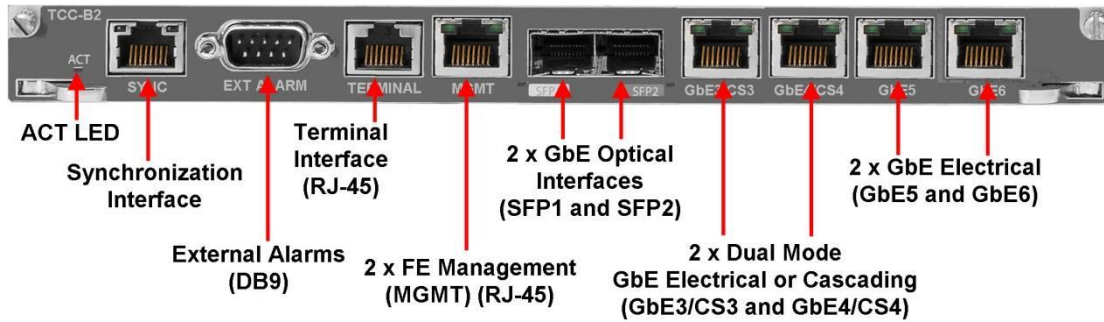 TCC-B2
ACT
SYNC
EXT ALARM
TERMINAL
MGMT
SFP2
GbE3/CS3
GbE4/CS4
GbE5
GbE6
ACT LED
Synchronization
Interface
External Alarms
(DB9)
Terminal
Interface
(RJ-45)
2 x FE Management
(MGMT) (RJ-45)
2 x GbE Optical
Interfaces
(SFP1 and SFP2)
2 x Dual Mode
GbE Electrical or Cascading
(GbE3/CS3 and GbE4/CS4)
2 x GbE Electrical
(GbE5 and GbE6)